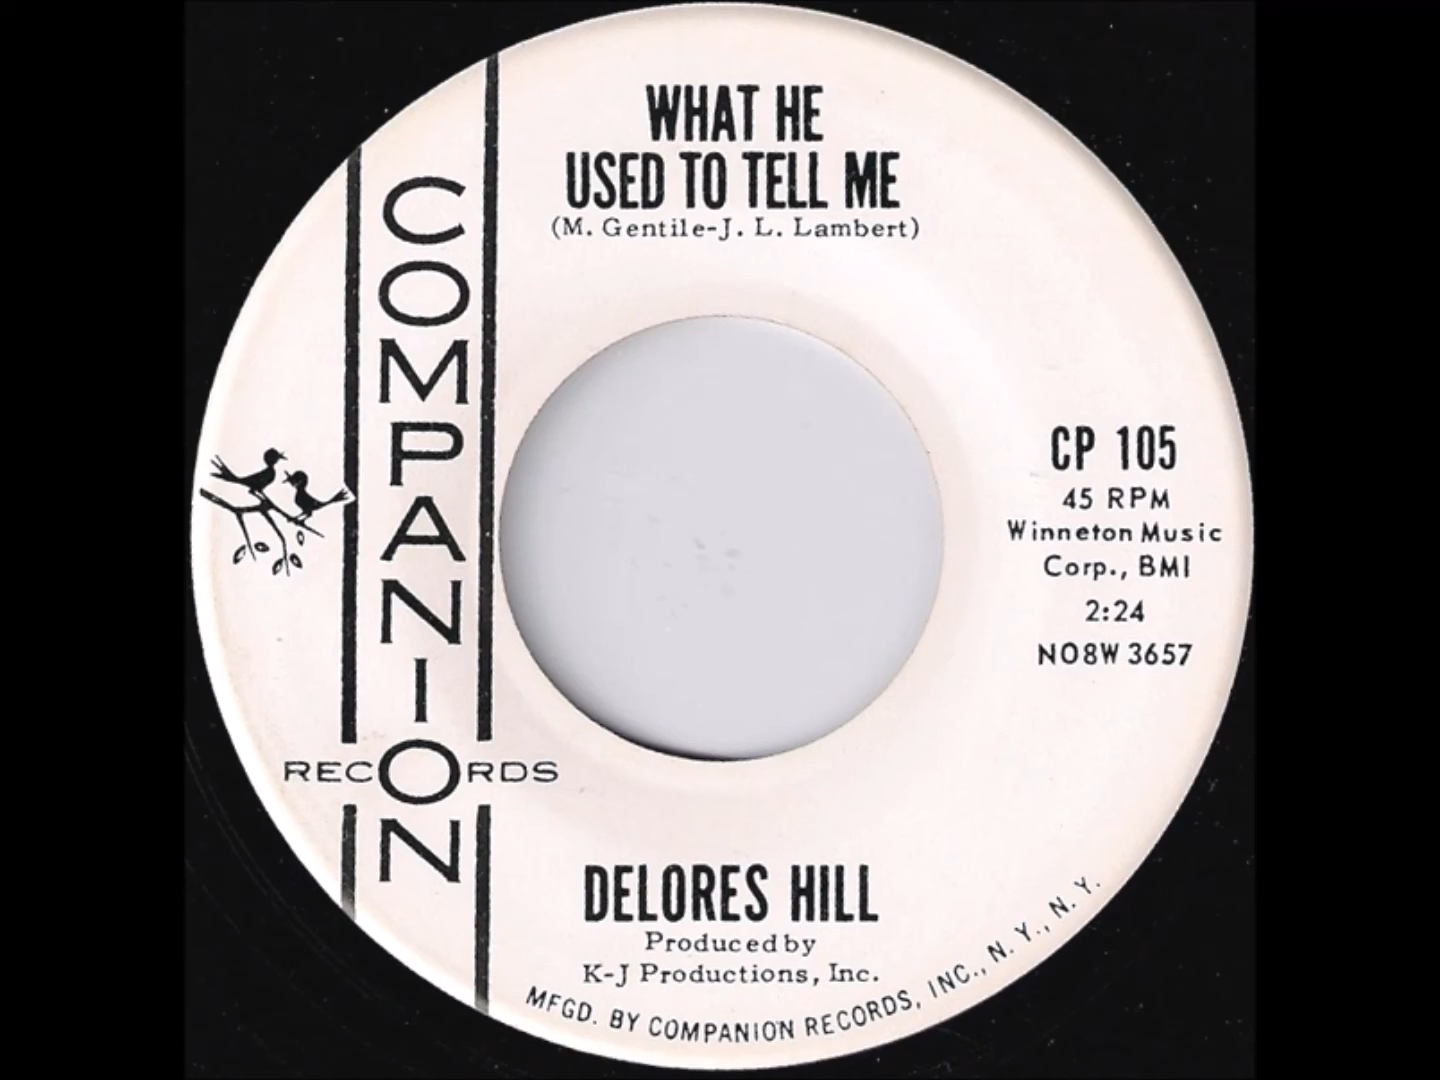 WHAT HE
USED TO TELL ME
(M. Gentile-J. L. Lambert)
COMPANION
RECORDS
CP 105
45 RPM
Winneton Music
Corp., BMI
2:24
NO8W 3657
DELORES HILL
Produced by
K-J Productions, Inc.
MFGD. BY COMPANION RECORDS, INC., N. Y., N. Y.